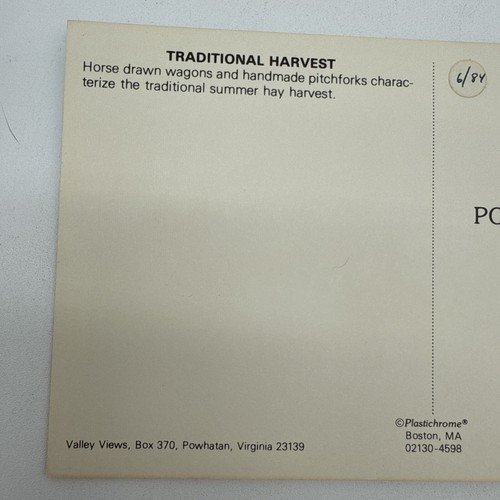 TRADITIONAL HARVEST
Horse drawn wagons and handmade pitchforks charac-
terize the traditional summer hay harvest.
6/84
PO
Valley Views, Box 370, Powhatan, Virginia 23139
©Plastichrome®
Boston, MA
02130-4598